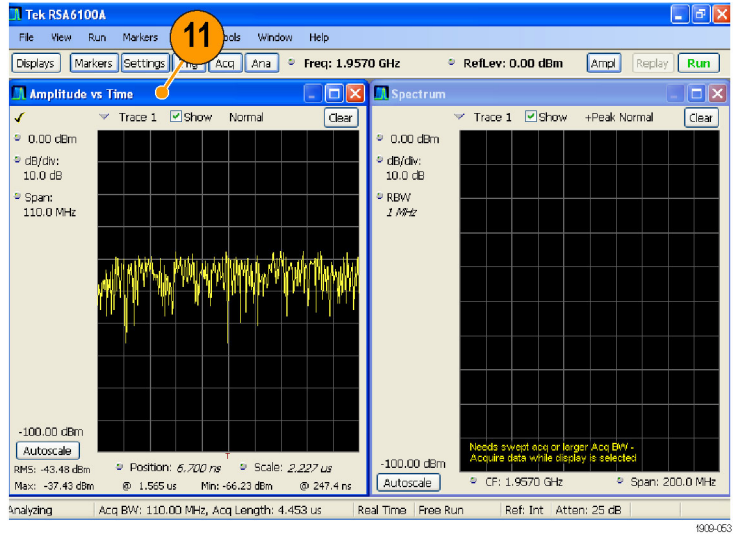 Tek RSA6100A
File View Run Markers ools Window Help
11
Displays Markers Settings Acq Ana Freq: 1.9570 GHz RefLev: 0.00 dBm Ampl Replay Run
Amplitude vs Time
Trace 1 Show Normal Clear
0.00 dBm
dB/div:
10.0 dB
Span:
110.0 MHz
-100.00 dBm
Autoscale
Position: 6.700 ns Scale: 2.227 us
RMS: -43.48 dBm
Max: -37.43 dBm @ 1.565 us Min: -66.23 dBm @ 247.4 ns
Spectrum
Trace 1 Show +Peak Normal Clear
0.00 dBm
dB/div:
10.0 dB
RBW
1 MHz
Needs swept acq or larger Acq BW -
Acquire data while display is selected
-100.00 dBm
Autoscale CF: 1.9570 GHz Span: 200.0 MHz
Analyzing Acq BW: 110.00 MHz, Acq Length: 4.453 us Real Time Free Run Ref: Int Atten: 25 dB
1909-053